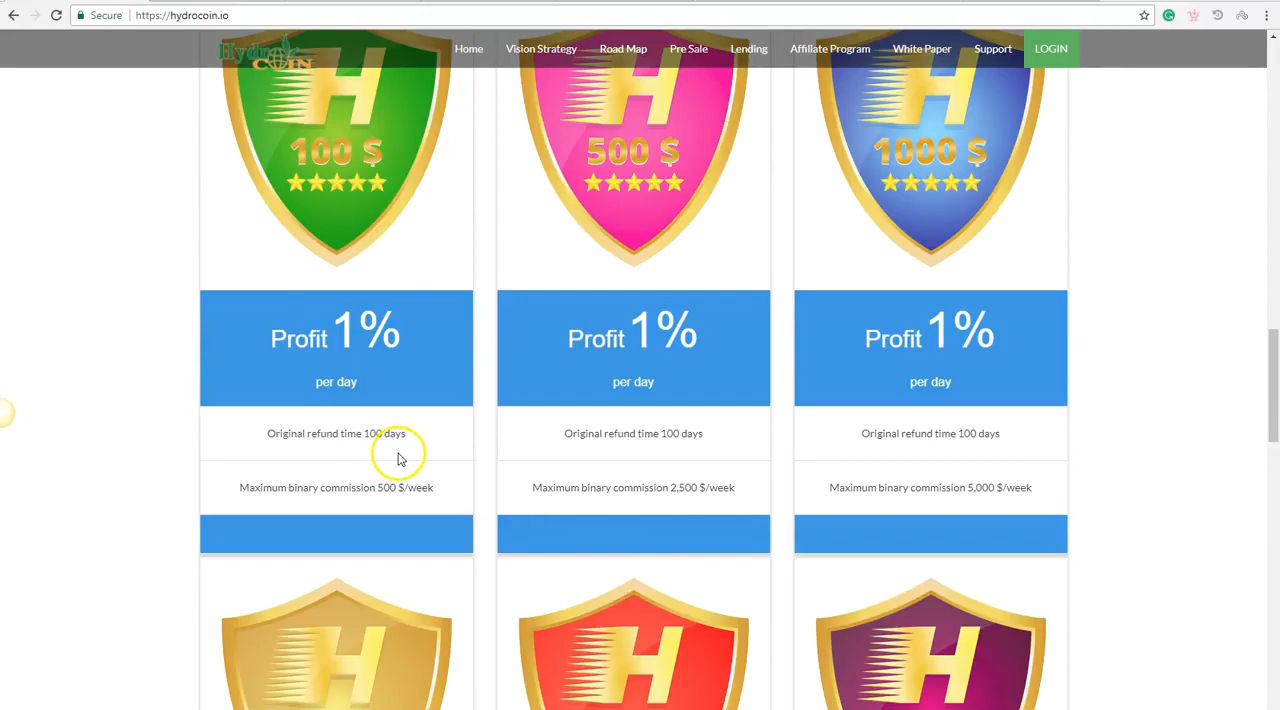 Secure https://hydrocoin.io
Hydro COIN Home Vision Strategy Road Map Pre Sale Lending Affiliate Program White Paper Support LOGIN
H H H
100 $ 500 $ 1000 $
Profit 1% Profit 1% Profit 1%
per day per day per day
Original refund time 100 days Original refund time 100 days Original refund time 100 days
Maximum binary commission 500 $/week Maximum binary commission 2,500 $/week Maximum binary commission 5,000 $/week
H H H